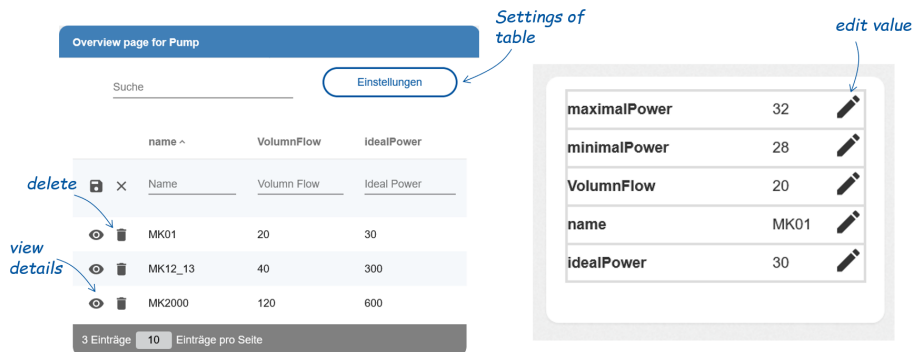 Settings of
table
edit value
Overview page for Pump
Suche
Einstellungen
name VolumnFlow idealPower
delete
Name Volumn Flow Ideal Power
MK01 20 30
view
details
MK12_13 40 300
MK2000 120 600
3 Einträge 10 Einträge pro Seite
maximalPower 32
minimalPower 28
VolumnFlow 20
name MK01
idealPower 30